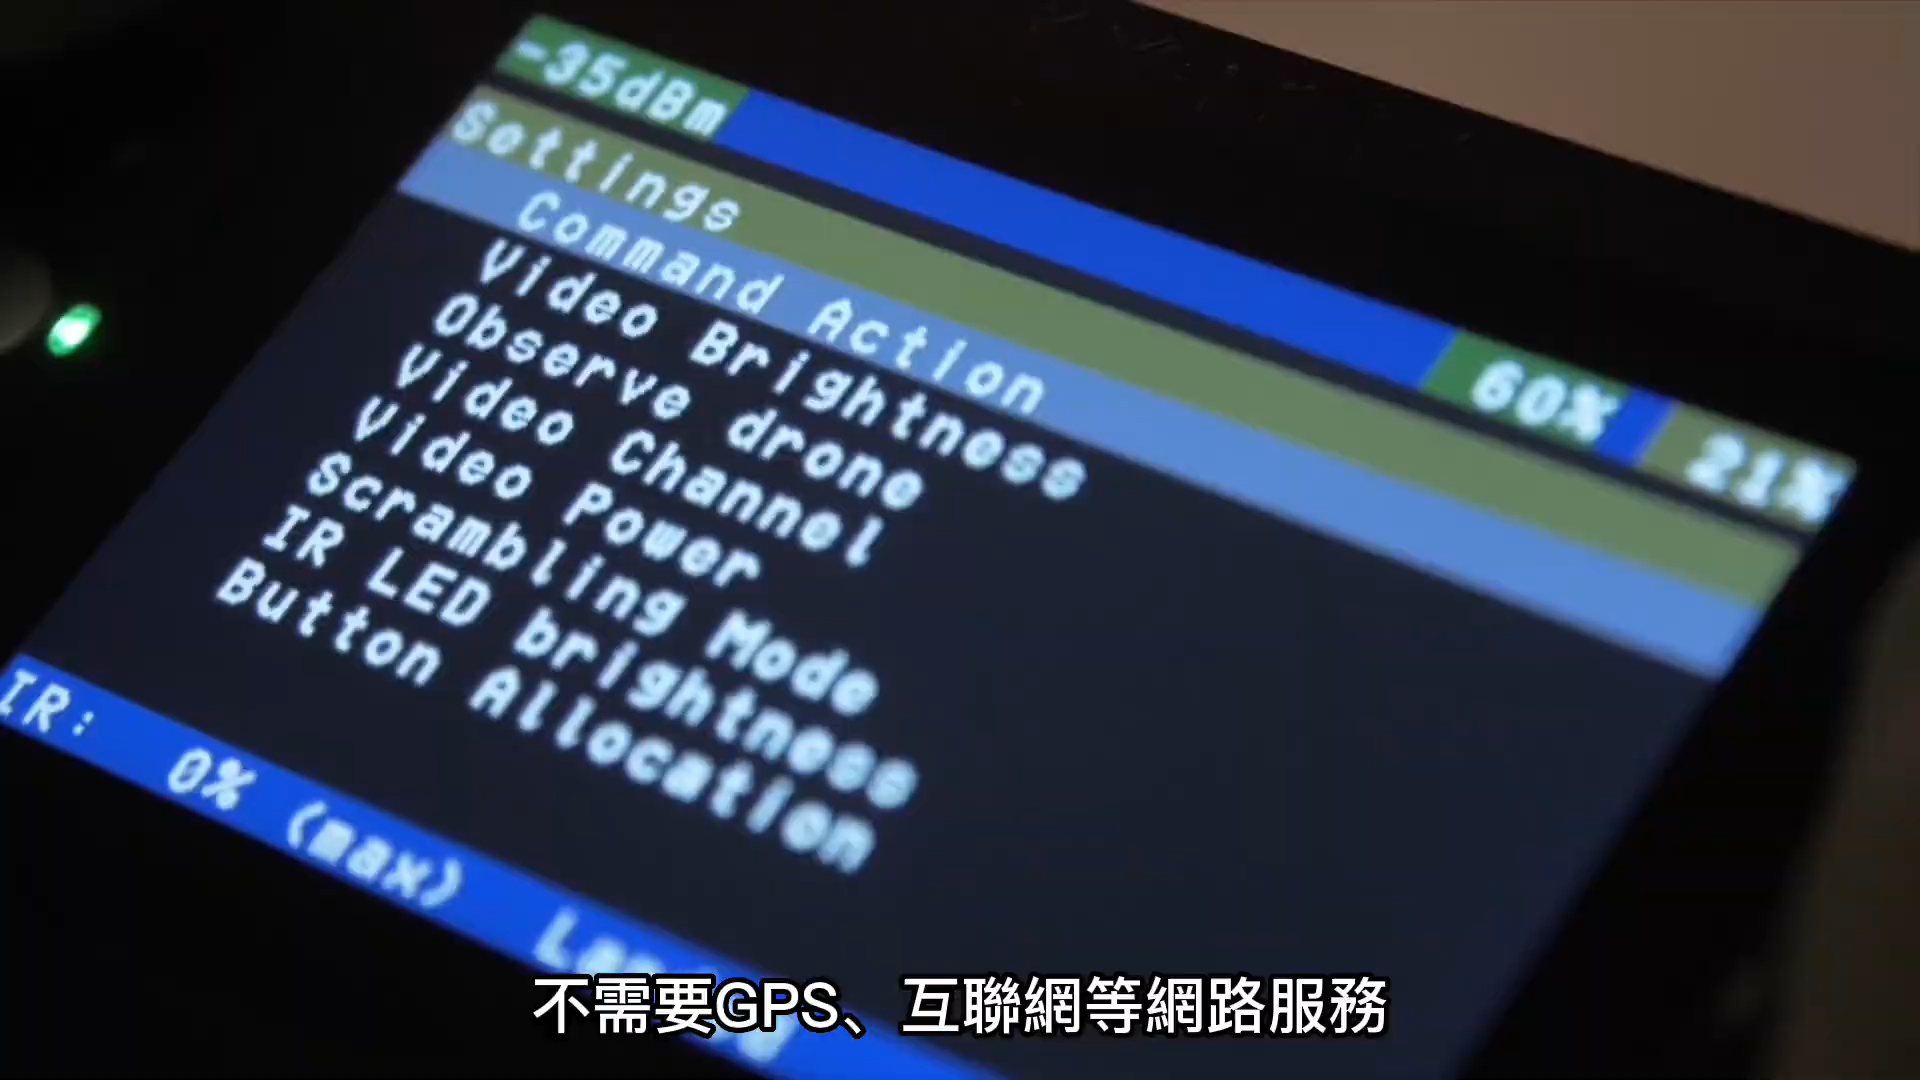 -35dBm 60% 21%
Settings
Command Action
Video Brightness
Observe drone
Video Channel
Video Power
Scrambling Mode
IR LED brightness
Button Allocation
IR: 0% (max)
不需要GPS、互聯網等網路服務